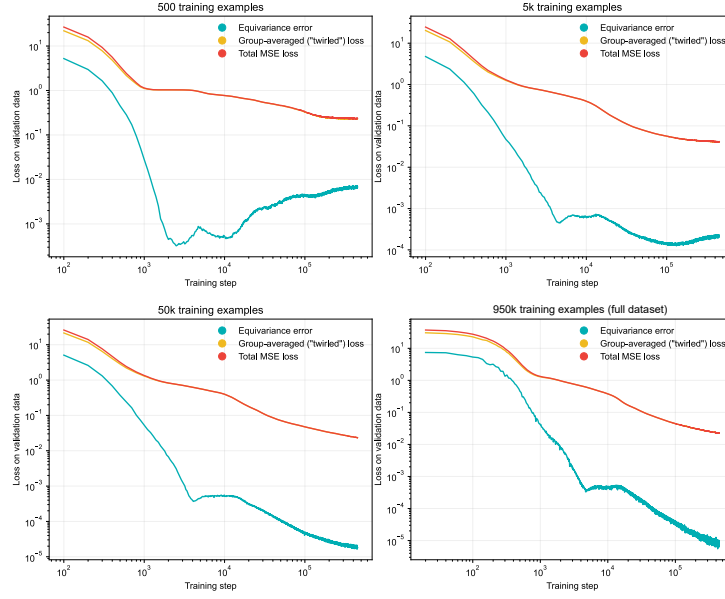 500 training examples
Equivariance error
Group-averaged ("twirled") loss
Total MSE loss
Loss on validation data
10^1
10^0
10^-1
10^-2
10^-3
10^2
10^3
10^4
10^5
Training step
5k training examples
Equivariance error
Group-averaged ("twirled") loss
Total MSE loss
Loss on validation data
10^1
10^0
10^-1
10^-2
10^-3
10^-4
10^2
10^3
10^4
10^5
Training step
50k training examples
Equivariance error
Group-averaged ("twirled") loss
Total MSE loss
Loss on validation data
10^1
10^0
10^-1
10^-2
10^-3
10^-4
10^-5
10^2
10^3
10^4
10^5
Training step
950k training examples (full dataset)
Equivariance error
Group-averaged ("twirled") loss
Total MSE loss
Loss on validation data
10^1
10^0
10^-1
10^-2
10^-3
10^-4
10^-5
10^2
10^3
10^4
10^5
Training step